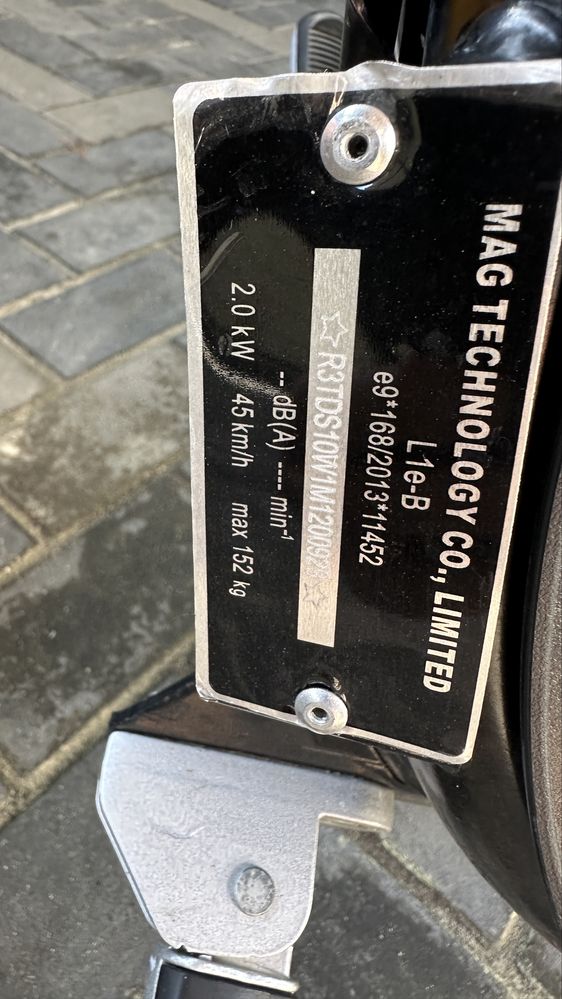 MAG TECHNOLOGY CO., LIMITED
L1e-B
e9*168/2013*11452
-- dB(A) ---- min⁻¹
2.0 kW 45 km/h max 152 kg